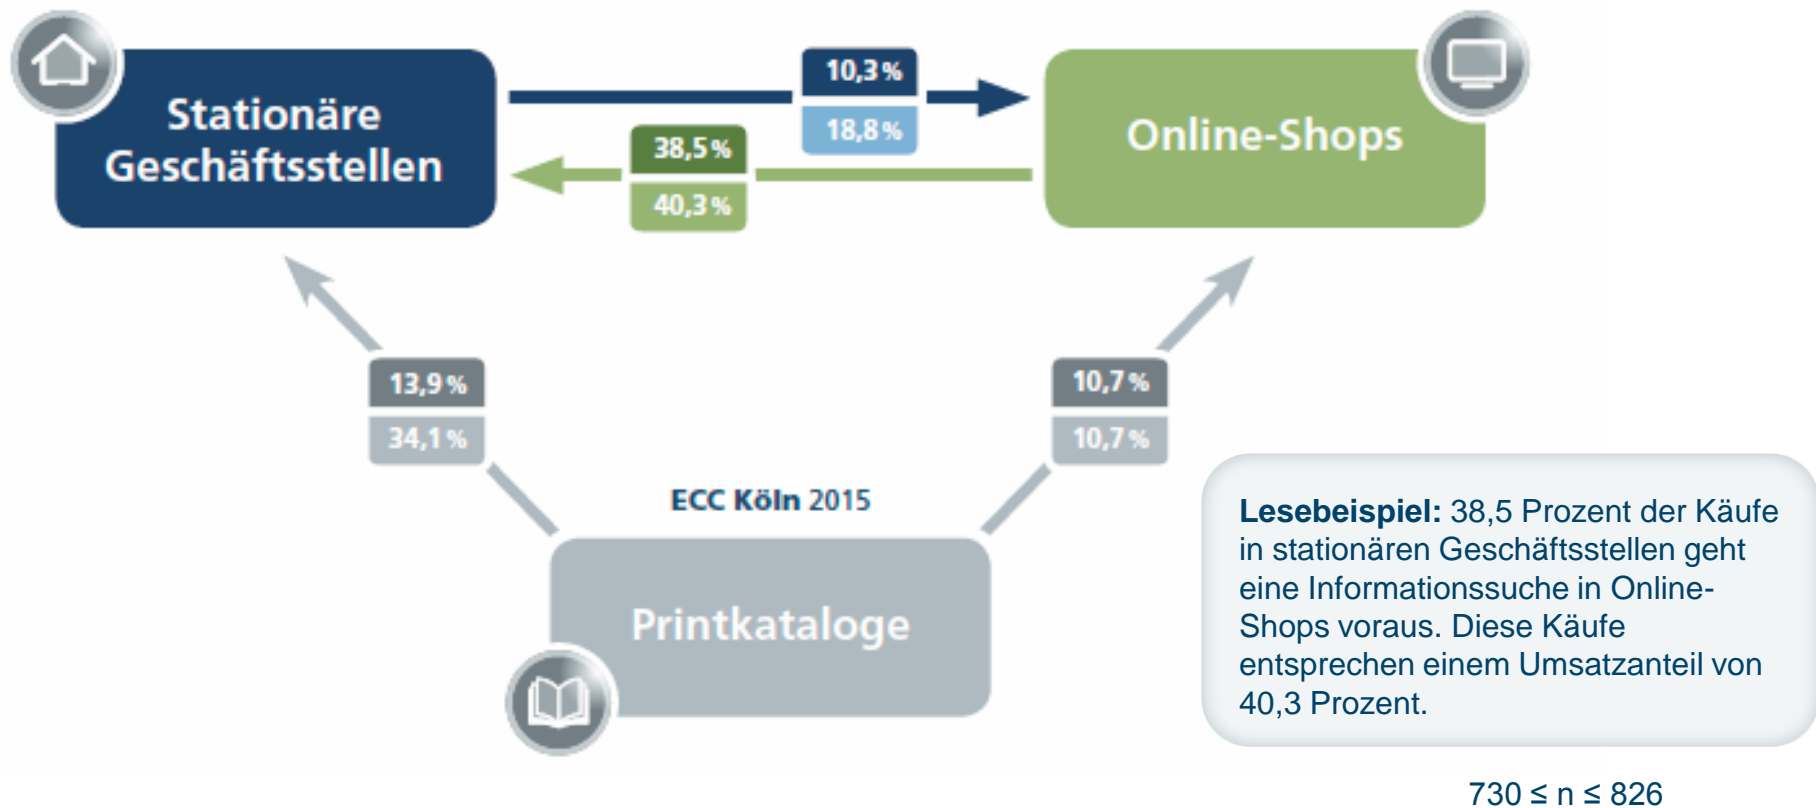 Stationäre
Geschäftsstellen
10,3 %
18,8 %
38,5 %
40,3 %
Online-Shops
13,9 %
34,1 %
10,7 %
10,7 %
ECC Köln 2015
Printkataloge
Lesebeispiel: 38,5 Prozent der Käufe
in stationären Geschäftsstellen geht
eine Informationssuche in Online-
Shops voraus. Diese Käufe
entsprechen einem Umsatzanteil von
40,3 Prozent.
730 ≤ n ≤ 826